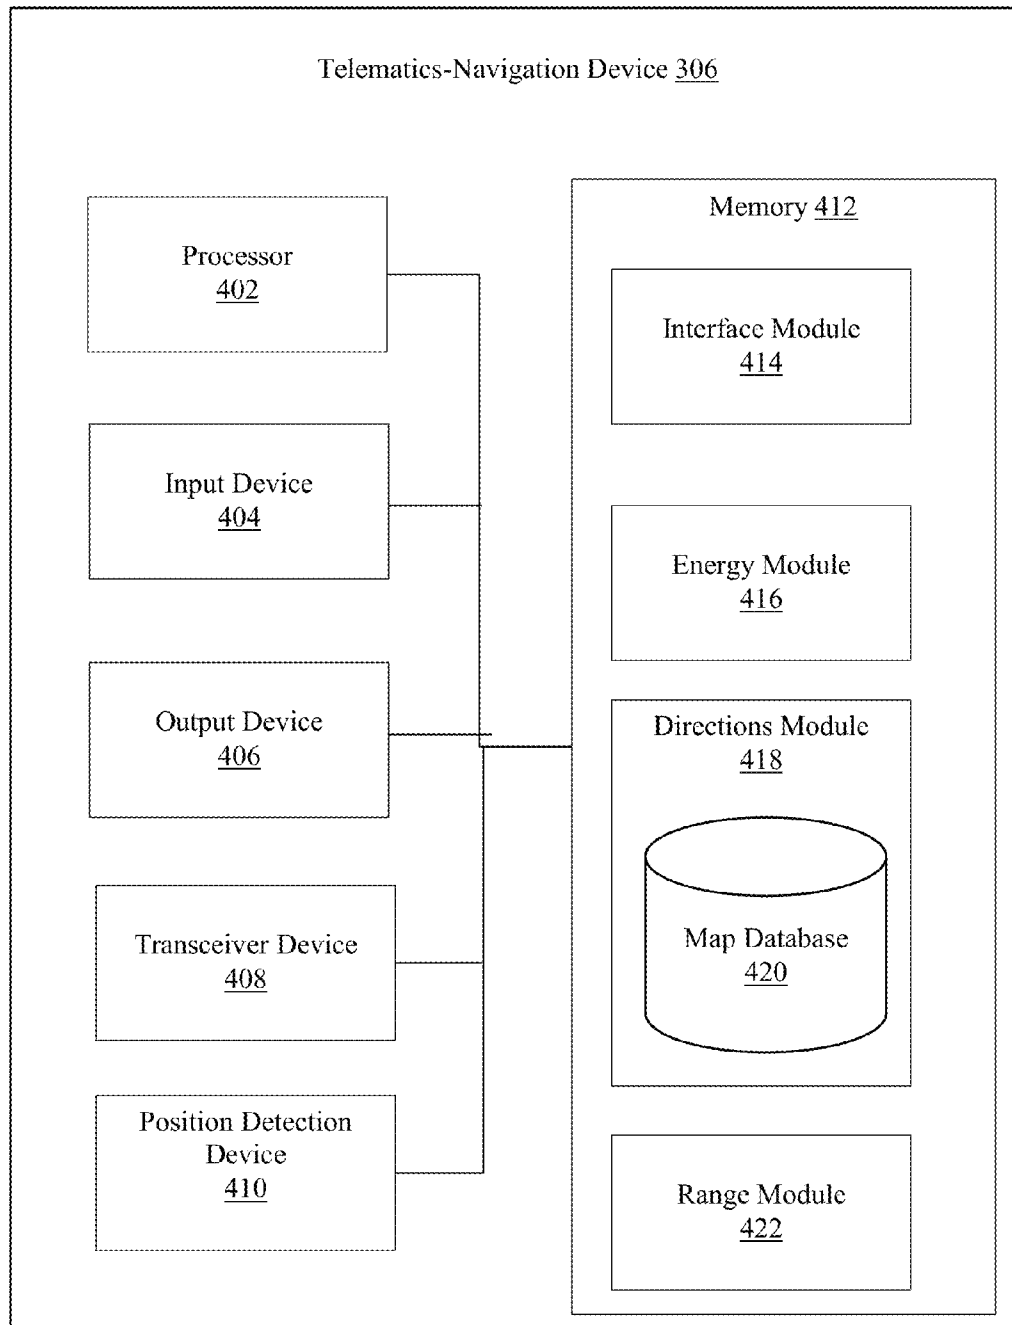 Telematics-Navigation Device 306
Processor
402
Input Device
404
Output Device
406
Transceiver Device
408
Position Detection
Device
410
Memory 412
Interface Module
414
Energy Module
416
Directions Module
418
Map Database
420
Range Module
422